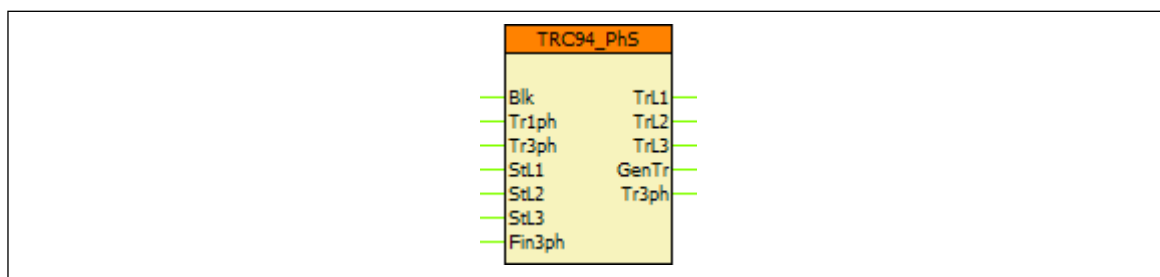 TRC94_PhS
Blk TrL1
Tr1ph TrL2
Tr3ph TrL3
StL1 GenTr
StL2 Tr3ph
StL3
Fin3ph